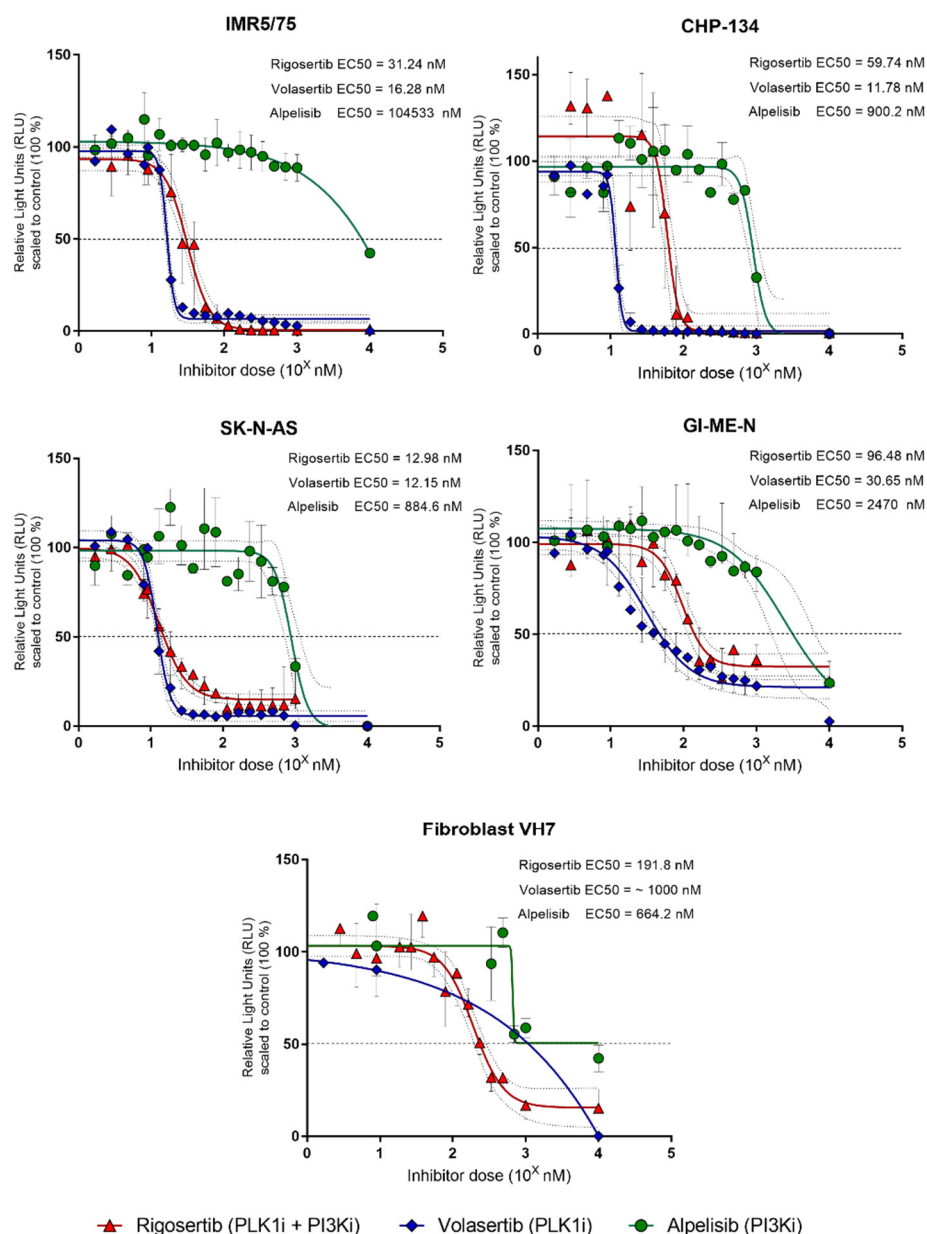 IMR5/75
Relative Light Units (RLU)
scaled to control (100 %)
150
100
50
0
Rigosertib EC50 = 31.24 nM
Volasertib EC50 = 16.28 nM
Alpelisib EC50 = 104533 nM
0 1 2 3 4 5
Inhibitor dose (10^X nM)
CHP-134
Relative Light Units (RLU)
scaled to control (100 %)
150
100
50
0
Rigosertib EC50 = 59.74 nM
Volasertib EC50 = 11.78 nM
Alpelisib EC50 = 900.2 nM
0 1 2 3 4 5
Inhibitor dose (10^X nM)
SK-N-AS
Relative Light Units (RLU)
scaled to control (100 %)
150
100
50
0
Rigosertib EC50 = 12.98 nM
Volasertib EC50 = 12.15 nM
Alpelisib EC50 = 884.6 nM
0 1 2 3 4 5
Inhibitor dose (10^X nM)
GI-ME-N
Relative Light Units (RLU)
scaled to control (100 %)
150
100
50
0
Rigosertib EC50 = 96.48 nM
Volasertib EC50 = 30.65 nM
Alpelisib EC50 = 2470 nM
0 1 2 3 4 5
Inhibitor dose (10^X nM)
Fibroblast VH7
Relative Light Units (RLU)
scaled to control (100 %)
150
100
50
0
Rigosertib EC50 = 191.8 nM
Volasertib EC50 = ~ 1000 nM
Alpelisib EC50 = 664.2 nM
0 1 2 3 4 5
Inhibitor dose (10^X nM)
Rigosertib (PLK1i + PI3Ki) Volasertib (PLK1i) Alpelisib (PI3Ki)